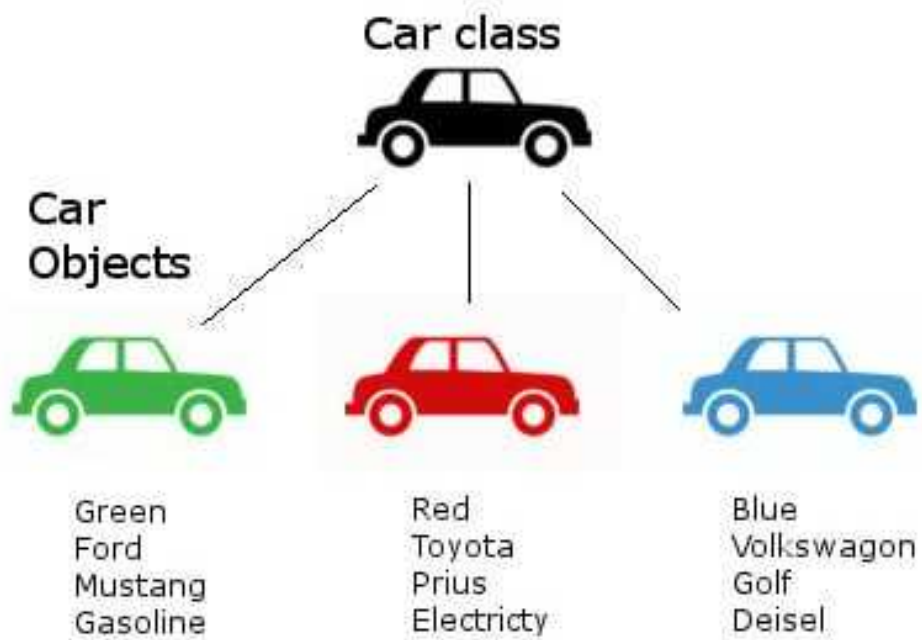 Car class
Car
Objects
Green
Ford
Mustang
Gasoline
Red
Toyota
Prius
Electricty
Blue
Volkswagon
Golf
Deisel